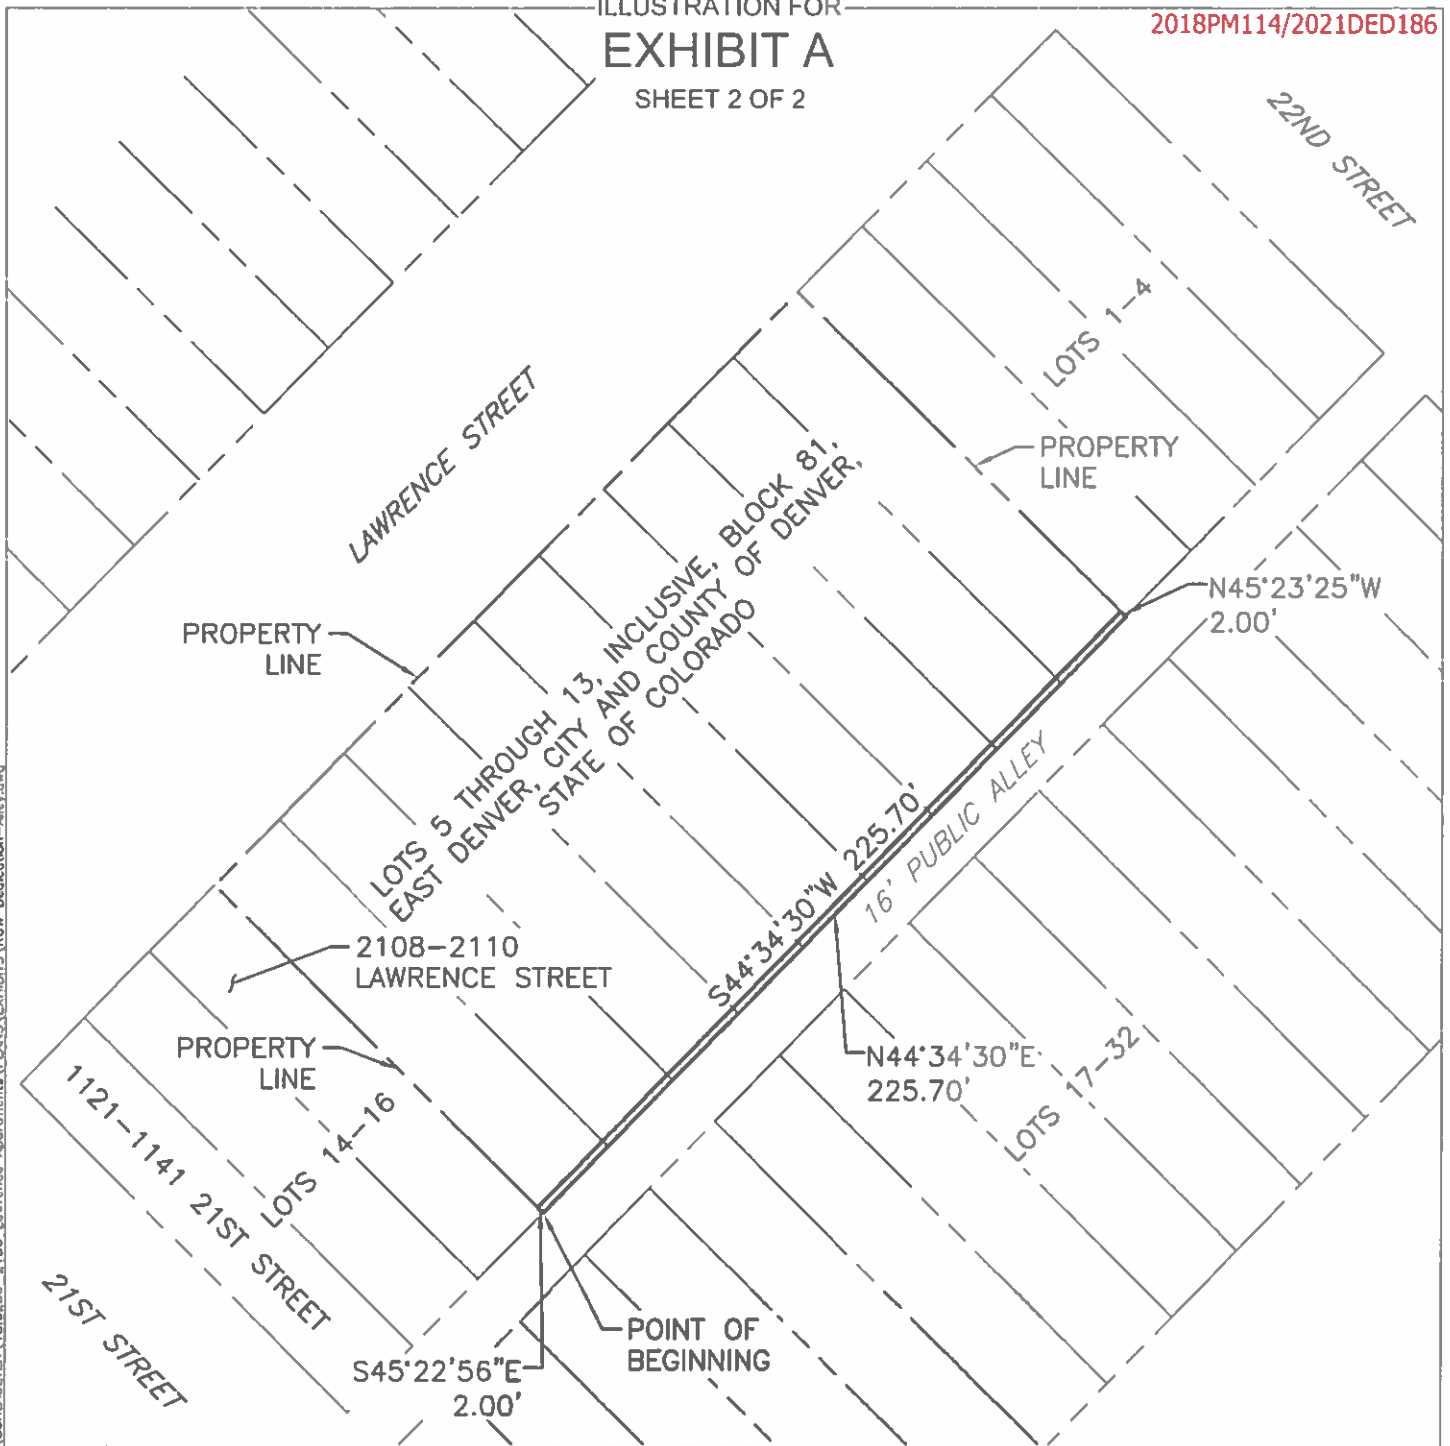 ILLUSTRATION FOR
EXHIBIT A
SHEET 2 OF 2
2018PM114/2021DED186
22ND STREET
LOTS 1-4
LAWRENCE STREET
PROPERTY
LINE
N45°23'25"W
2.00'
PROPERTY
LINE
LOTS 5 THROUGH 13, INCLUSIVE, BLOCK 81,
EAST DENVER, CITY AND COUNTY OF DENVER,
STATE OF COLORADO
S44°34'30"W 225.70'
16' PUBLIC ALLEY
2108-2110
LAWRENCE STREET
PROPERTY
LINE
N44°34'30"E
225.70'
LOTS 17-32
LOTS 14-16
1121-1141 21ST STREET
21ST STREET
POINT OF
BEGINNING
S45°22'56"E
2.00'